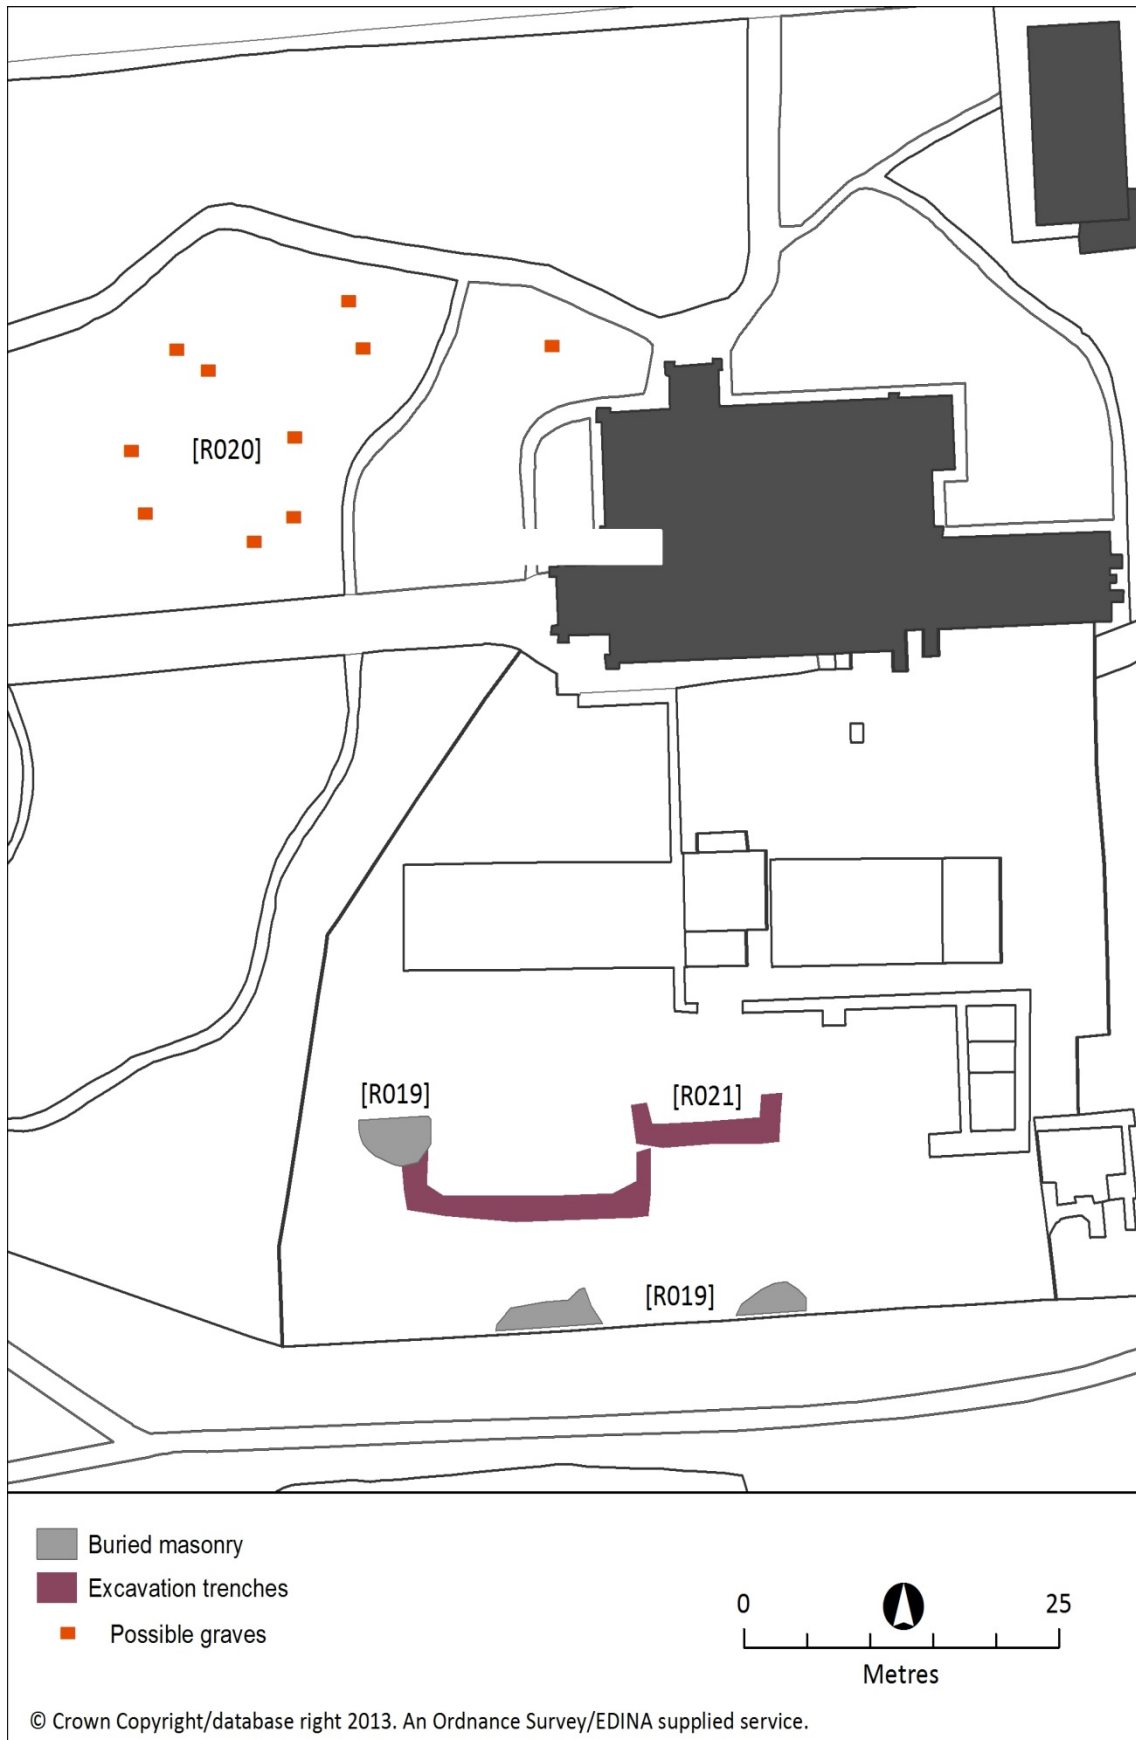 [R020]
[R019]
[R021]
[R019]
Buried masonry
Excavation trenches
Possible graves
0
25
Metres
© Crown Copyright/database right 2013. An Ordnance Survey/EDINA supplied service.